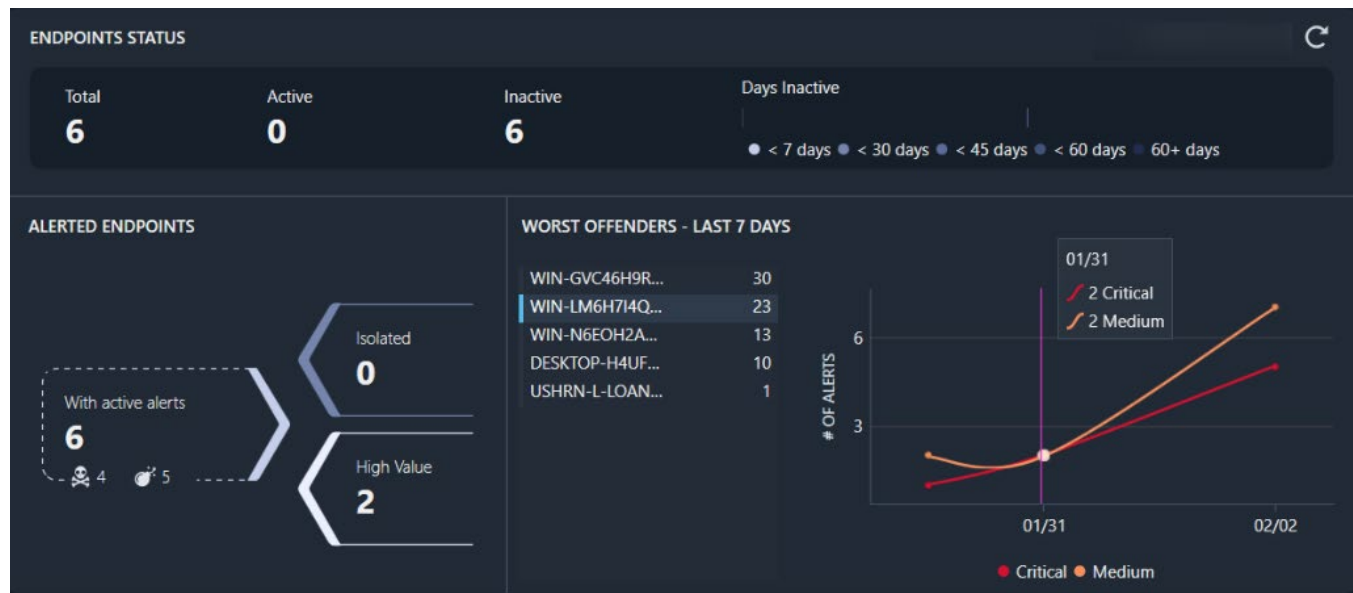 ENDPOINTS STATUS
Total
6
Active
0
Inactive
6
Days Inactive
< 7 days < 30 days < 45 days < 60 days 60+ days
ALERTED ENDPOINTS
With active alerts
6
4 5
Isolated
0
High Value
2
WORST OFFENDERS - LAST 7 DAYS
WIN-GVC46H9R... 30
WIN-LM6H7I4Q... 23
WIN-N6EOH2A... 13
DESKTOP-H4UF... 10
USHRN-L-LOAN... 1
# OF ALERTS
6
3
01/31
2 Critical
2 Medium
01/31 02/02
Critical Medium